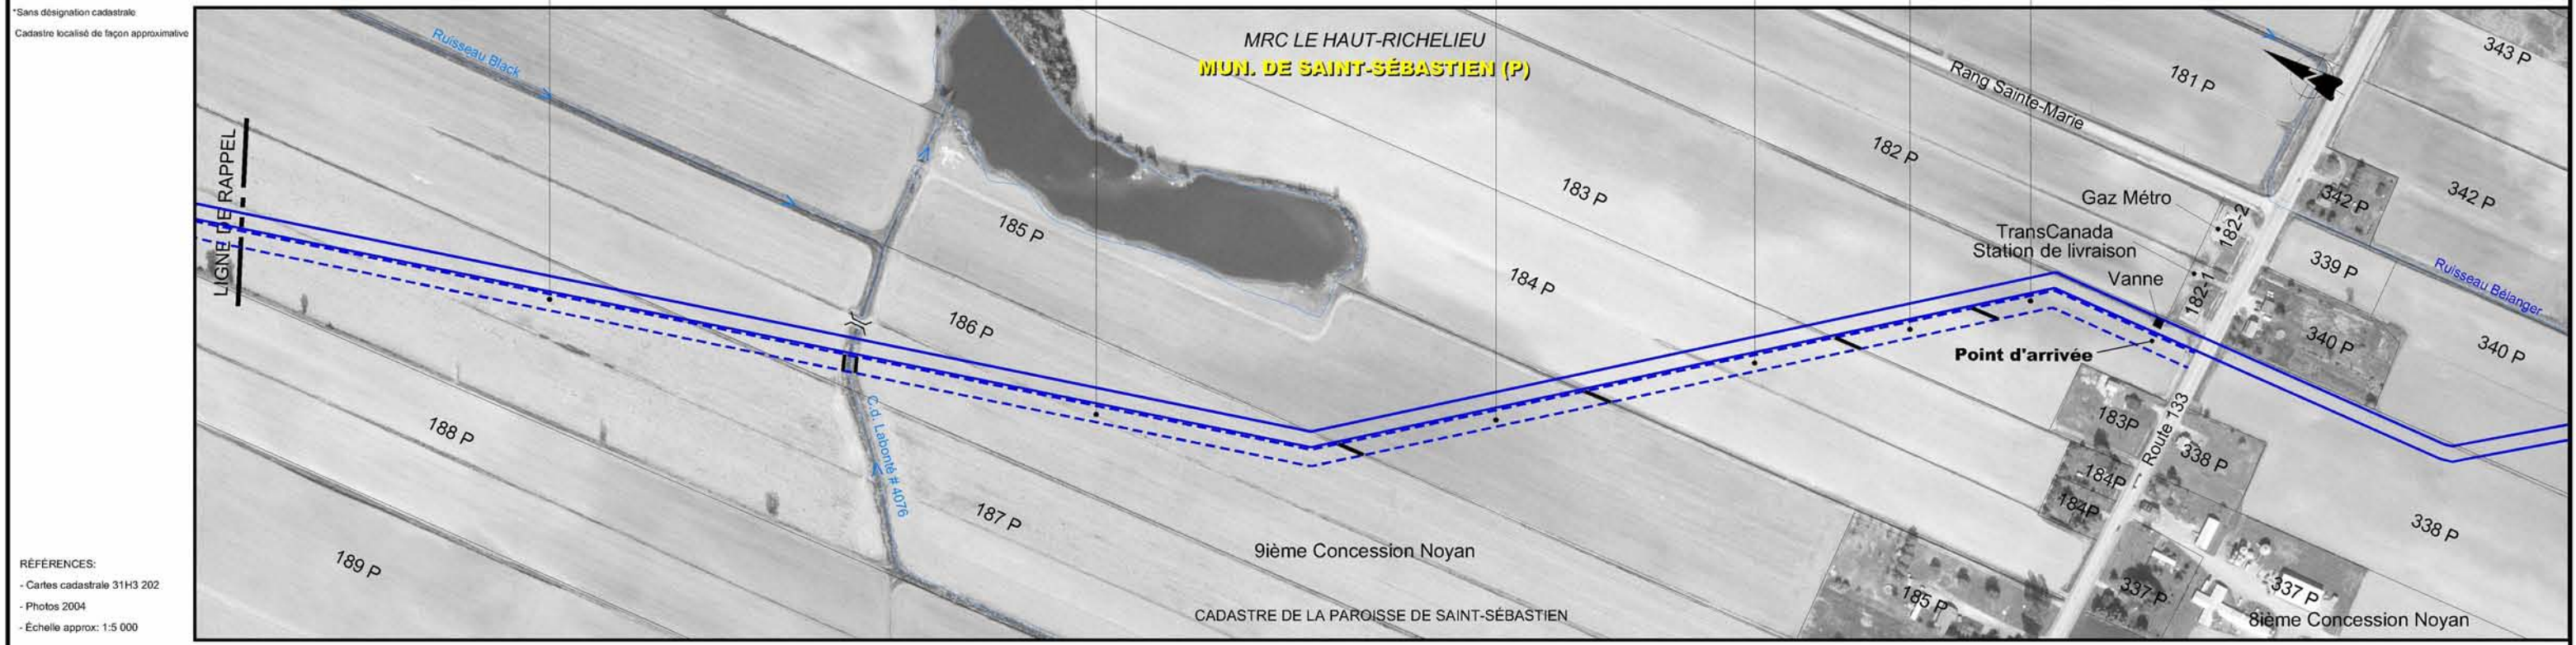 *Sans désignation cadastrale
Cadastre localisé de façon approximative
MRC LE HAUT-RICHELIEU
MUN. DE SAINT-SÉBASTIEN (P)
Ruisseau Black
LIGNE DE RAPPEL
Rang Sainte-Marie
343 P
181 P
182 P
183 P
342 P
342 P
Gaz Métro
182-2
TransCanada
Station de livraison
Vanne
182-1
339 P
Ruisseau Bélanger
185 P
184 P
186 P
340 P
340 P
Point d'arrivée
Route 133
183P
338 P
184P
184P
C.d. Labonté # 4076
188 P
187 P
338 P
189 P
9ième Concession Noyan
185 P
337 P
337 P
8ième Concession Noyan
CADASTRE DE LA PAROISSE DE SAINT-SÉBASTIEN
RÉFÉRENCES:
- Cartes cadastrale 31H3 202
- Photos 2004
- Échelle approx: 1:5 000